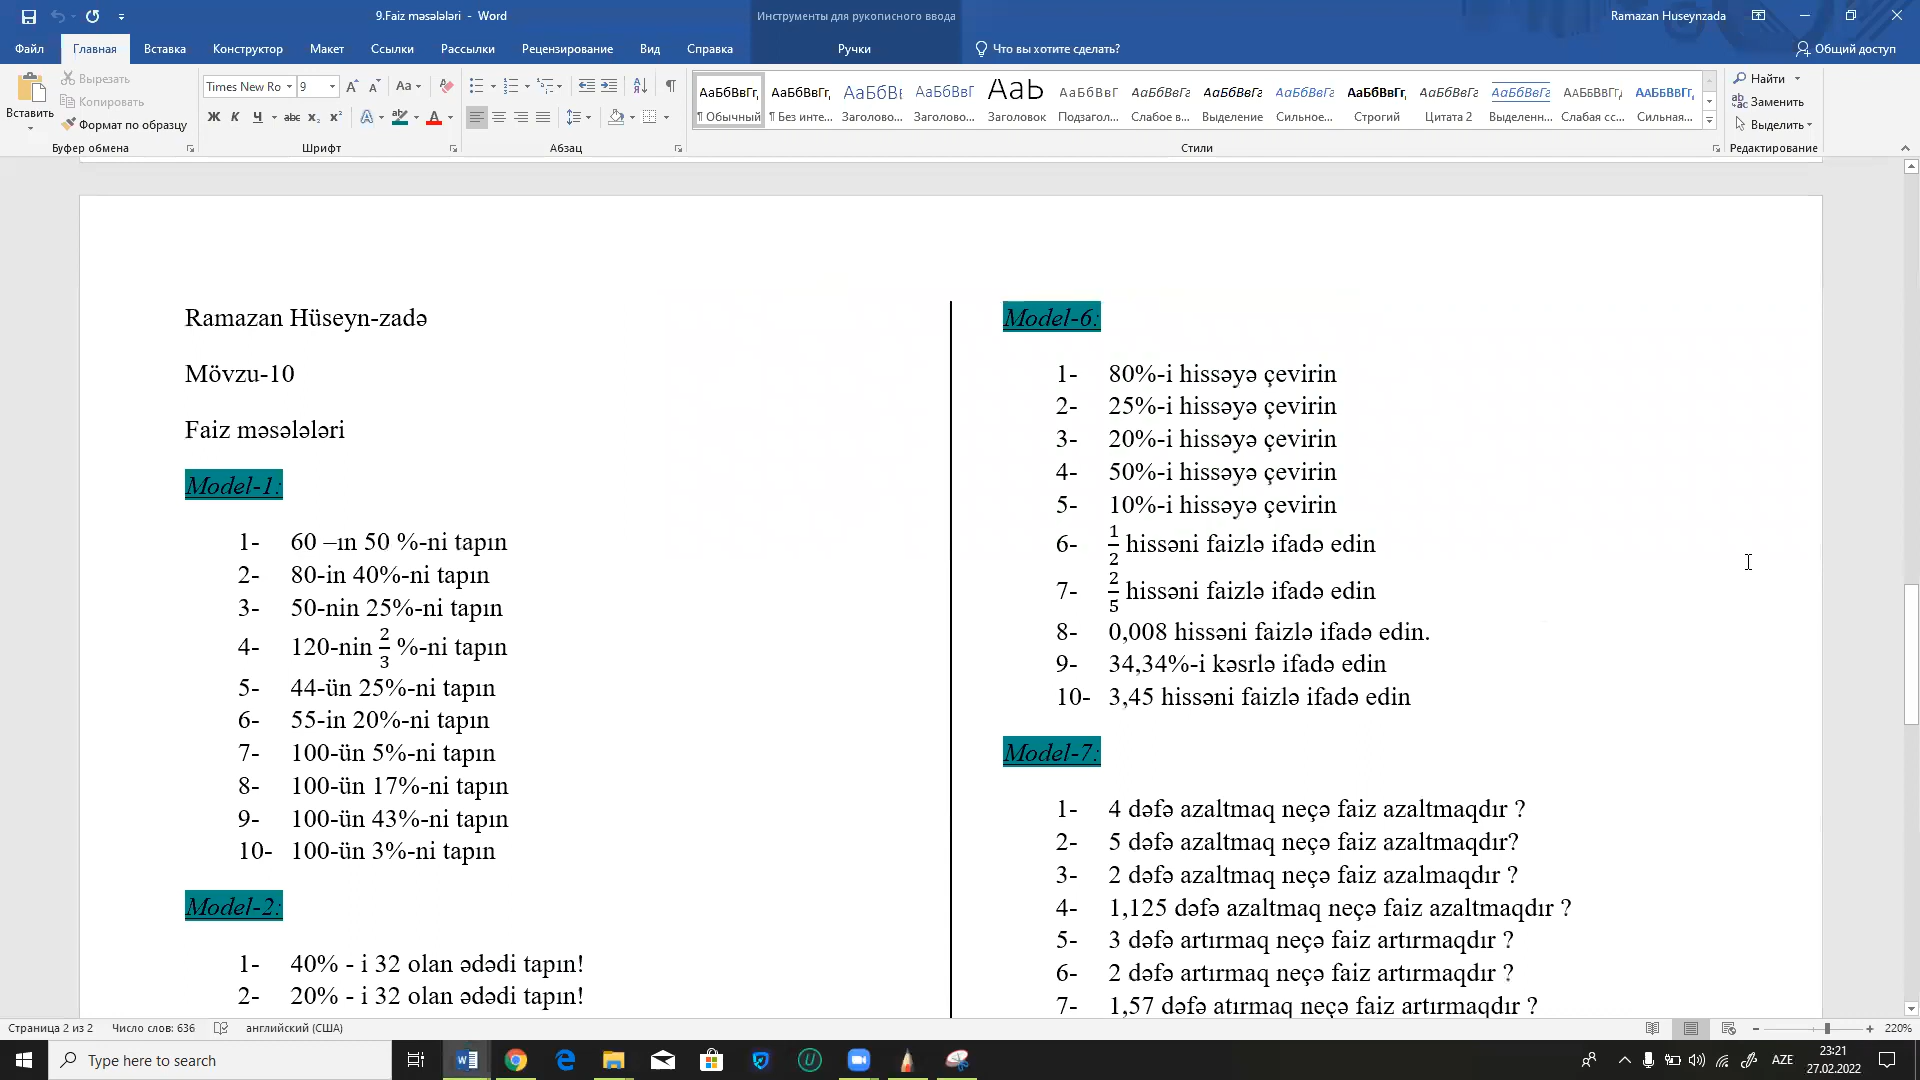 9.Faiz məsələləri - Word
Инструменты для рукописного ввода
Ramazan Huseynzada
Файл Главная Вставка Конструктор Макет Ссылки Рассылки Рецензирование Вид Справка Ручки Что вы хотите сделать? Общий доступ
Вставить
Вырезать
Копировать
Формат по образцу
Буфер обмена
Times New Ro 9
Шрифт
Абзац
АаБбВвГг, АаБбВвГг, АаБбВ АаБбВвГ АаЬ АаБбВвГ АаБбВвГг АаБбВвГг АаБбВвГг АаБбВвГг, АаБбВвГг АаБбВвГг ААББВВГГ, ААББВВГГ,
¶ Обычный ¶ Без инте... Заголово... Заголово... Заголовок Подзагол... Слабое в... Выделение Сильное... Строгий Цитата 2 Выделенн... Слабая сс... Сильная...
Стили
Найти
Заменить
Выделить
Редактирование
Ramazan Hüseyn-zadə
Mövzu-10
Faiz məsələləri
Model-1:
1- 60 –ın 50 %-ni tapın
2- 80-in 40%-ni tapın
3- 50-nin 25%-ni tapın
4- 120-nin 2/3 %-ni tapın
5- 44-ün 25%-ni tapın
6- 55-in 20%-ni tapın
7- 100-ün 5%-ni tapın
8- 100-ün 17%-ni tapın
9- 100-ün 43%-ni tapın
10- 100-ün 3%-ni tapın
Model-2:
1- 40% - i 32 olan ədədi tapın!
2- 20% - i 32 olan ədədi tapın!
Model-6:
1- 80%-i hissəyə çevirin
2- 25%-i hissəyə çevirin
3- 20%-i hissəyə çevirin
4- 50%-i hissəyə çevirin
5- 10%-i hissəyə çevirin
6- 1/2 hissəni faizlə ifadə edin
7- 2/5 hissəni faizlə ifadə edin
8- 0,008 hissəni faizlə ifadə edin.
9- 34,34%-i kəsrlə ifadə edin
10- 3,45 hissəni faizlə ifadə edin
Model-7:
1- 4 dəfə azaltmaq neçə faiz azaltmaqdır ?
2- 5 dəfə azaltmaq neçə faiz azaltmaqdır?
3- 2 dəfə azaltmaq neçə faiz azalmaqdır ?
4- 1,125 dəfə azaltmaq neçə faiz azaltmaqdır ?
5- 3 dəfə artırmaq neçə faiz artırmaqdır ?
6- 2 dəfə artırmaq neçə faiz artırmaqdır ?
7- 1,57 dəfə atırmaq neçə faiz artırmaqdır ?
Страница 2 из 2 Число слов: 636 английский (США) 220%
Type here to search
AZE
23:21
27.02.2022